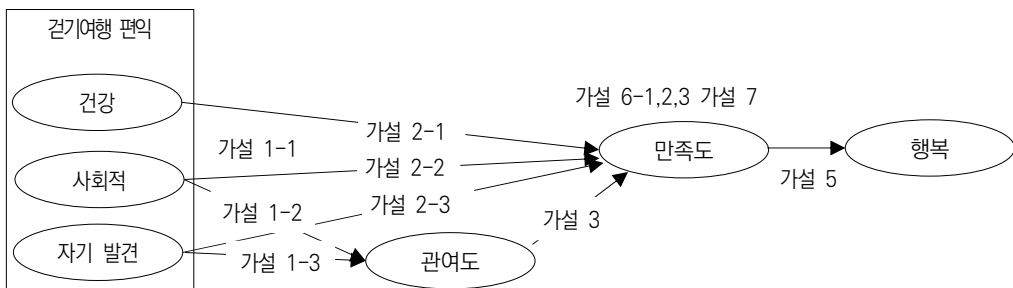 걷기여행 편익
건강
가설 6-1,2,3 가설 7
가설 2-1
가설 1-1
만족도
행복
사회적
가설 2-2
가설 5
가설 2-3
가설 1-2
가설 3
자기 발견
가설 1-3
관여도